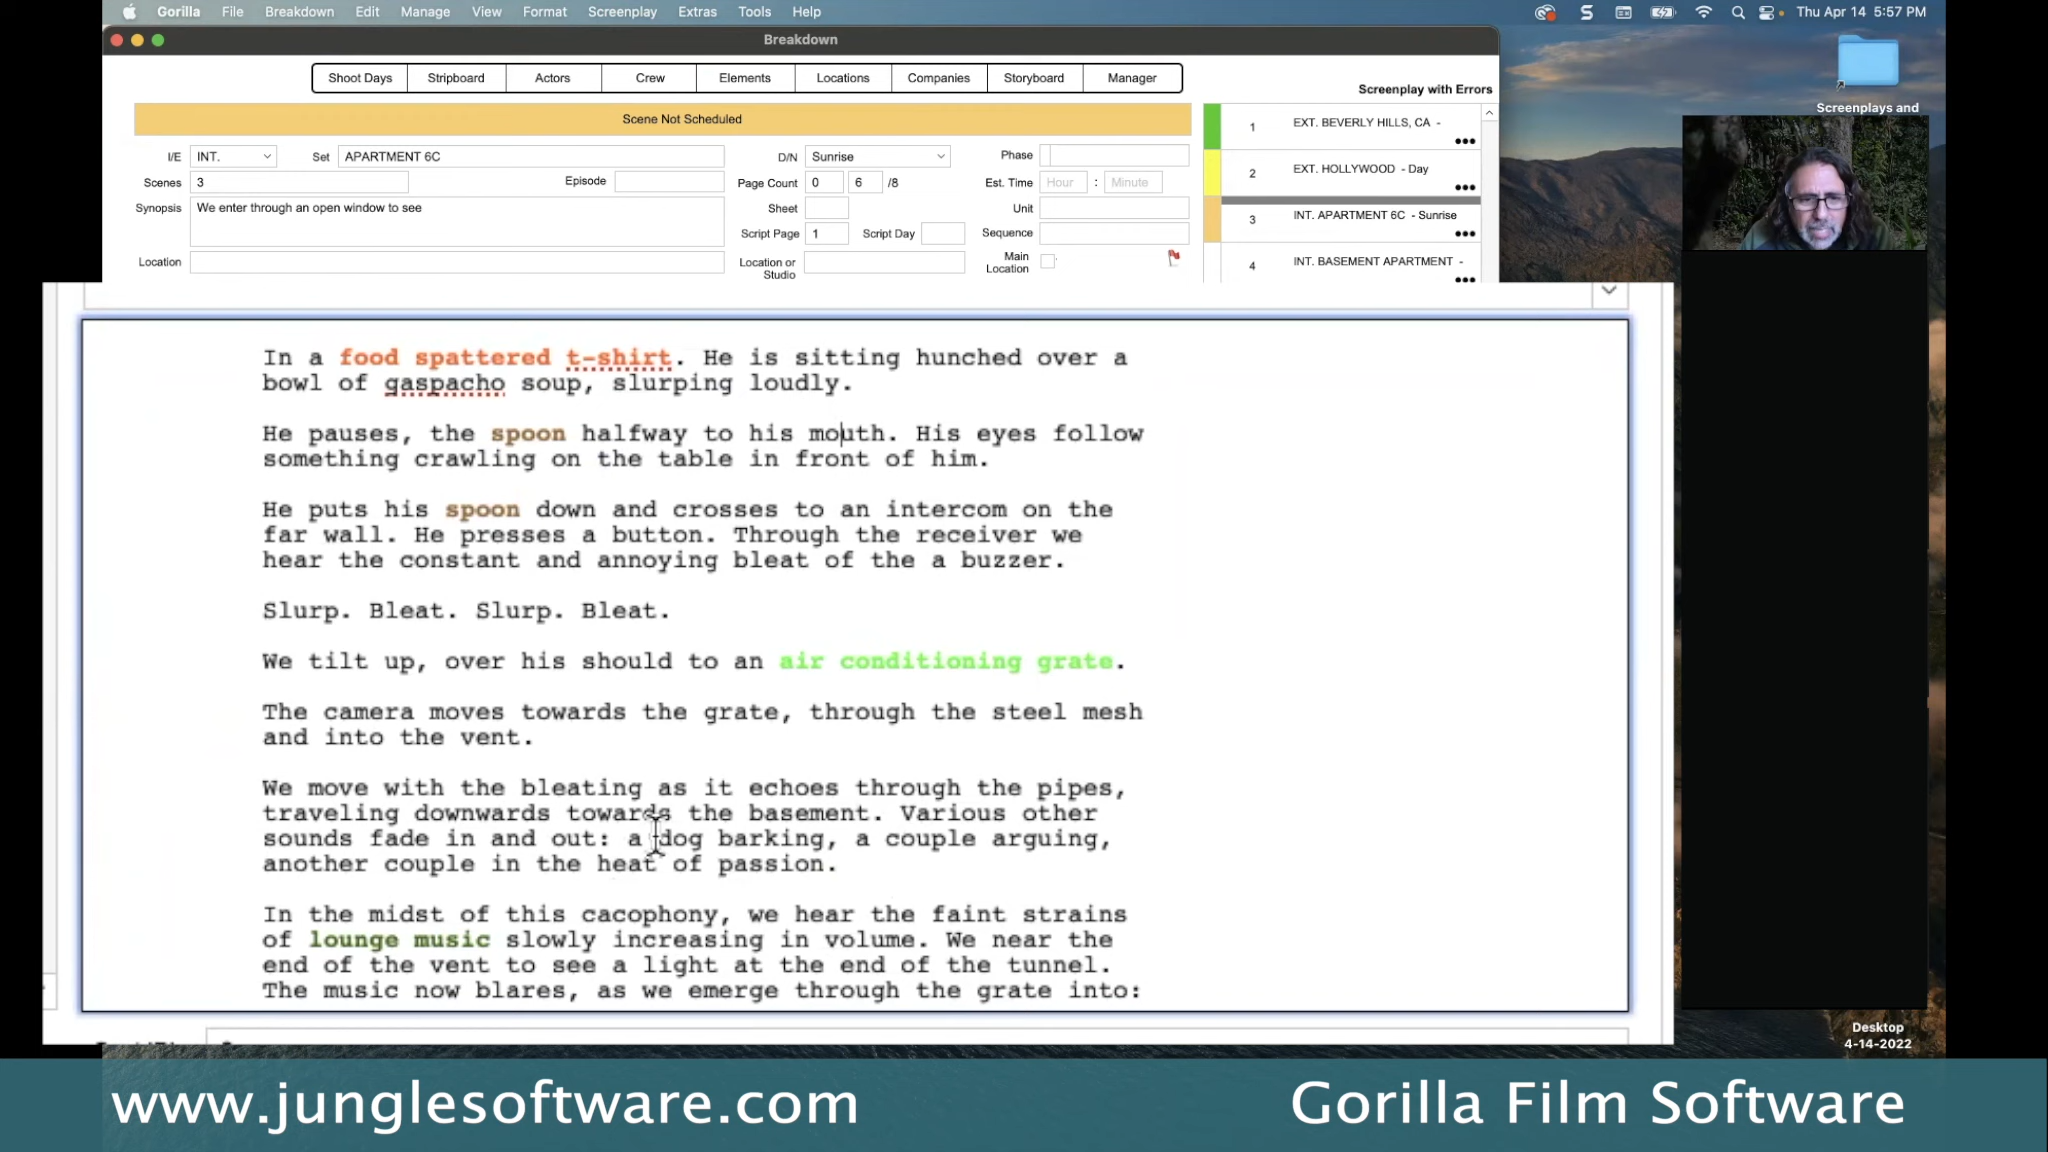 Gorilla File Breakdown Edit Manage View Format Screenplay Extras Tools Help Thu Apr 14 5:57 PM
Breakdown
Shoot Days Stripboard Actors Crew Elements Locations Companies Storyboard Manager
Screenplay with Errors
Screenplays and
Scene Not Scheduled
I/E INT. Set APARTMENT 6C D/N Sunrise Phase
Scenes 3 Episode Page Count 0 6 /8 Est. Time Hour : Minute
Synopsis We enter through an open window to see Sheet Unit
Script Page 1 Script Day Sequence
Location Location or Studio Main Location
1 EXT. BEVERLY HILLS, CA -
2 EXT. HOLLYWOOD - Day
3 INT. APARTMENT 6C - Sunrise
4 INT. BASEMENT APARTMENT -
In a food spattered t-shirt. He is sitting hunched over a
bowl of gaspacho soup, slurping loudly.
He pauses, the spoon halfway to his mouth. His eyes follow
something crawling on the table in front of him.
He puts his spoon down and crosses to an intercom on the
far wall. He presses a button. Through the receiver we
hear the constant and annoying bleat of the a buzzer.
Slurp. Bleat. Slurp. Bleat.
We tilt up, over his should to an air conditioning grate.
The camera moves towards the grate, through the steel mesh
and into the vent.
We move with the bleating as it echoes through the pipes,
traveling downwards towards the basement. Various other
sounds fade in and out: a dog barking, a couple arguing,
another couple in the heat of passion.
In the midst of this cacophony, we hear the faint strains
of lounge music slowly increasing in volume. We near the
end of the vent to see a light at the end of the tunnel.
The music now blares, as we emerge through the grate into:
Desktop
4-14-2022
www.junglesoftware.com Gorilla Film Software